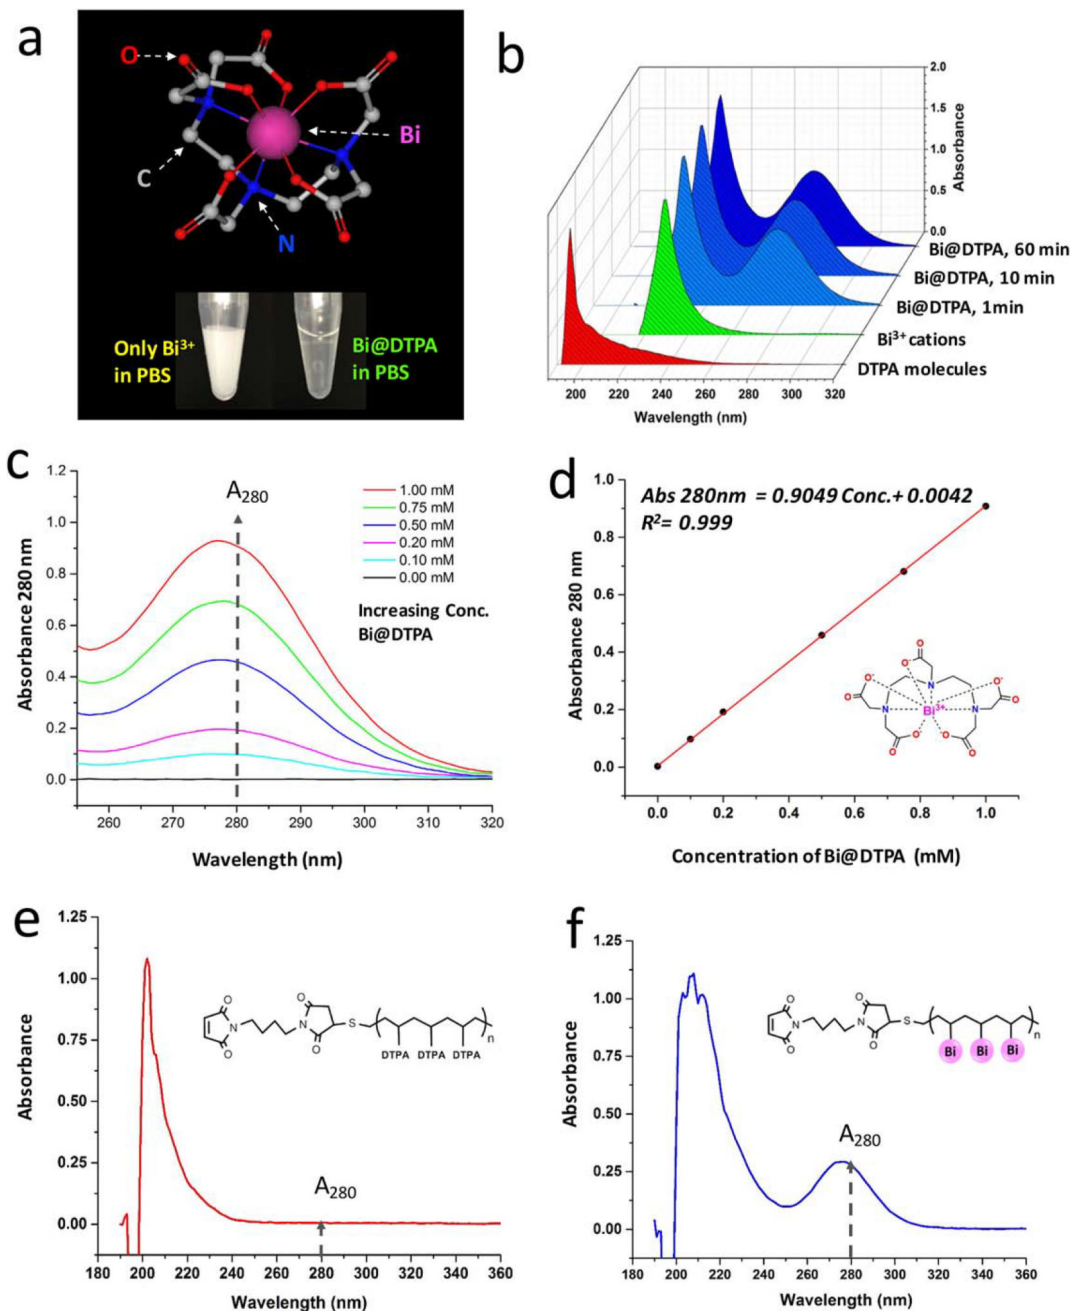 a
O
Bi
C
N
Only Bi³⁺
in PBS
Bi@DTPA
in PBS
b
2.0
1.5
1.0
0.5
0.0
Absorbance
200 220 240 260 280 300 320
Bi@DTPA, 60 min
Bi@DTPA, 10 min
Bi@DTPA, 1min
Bi³⁺ cations
DTPA molecules
200 220 240 260 280 300 320
Wavelength (nm)
c
1.2
1.0
0.8
0.6
0.4
0.2
0.0
Absorbance 280 nm
A₂₈₀
1.00 mM
0.75 mM
0.50 mM
0.20 mM
0.10 mM
0.00 mM
Increasing Conc.
Bi@DTPA
260 270 280 290 300 310 320
Wavelength (nm)
d
1.0
0.8
0.6
0.4
0.2
0.0
Absorbance 280 nm
Abs 280nm = 0.9049 Conc.+ 0.0042
R²= 0.999
O
O⁻
O
O⁻
O⁻
O
N
O
N
Bi³⁺
N
O⁻
O
O⁻
O
0.0 0.2 0.4 0.6 0.8 1.0
Concentration of Bi@DTPA (mM)
e
1.25
1.00
0.75
0.50
0.25
0.00
Absorbance
O
N
O
O
N
O
S
n
DTPA DTPA DTPA
A₂₈₀
180 200 220 240 260 280 300 320 340 360
Wavelength (nm)
f
1.25
1.00
0.75
0.50
0.25
0.00
Absorbance
O
N
O
O
N
O
S
n
Bi Bi Bi
A₂₈₀
180 200 220 240 260 280 300 320 340 360
Wavelength (nm)